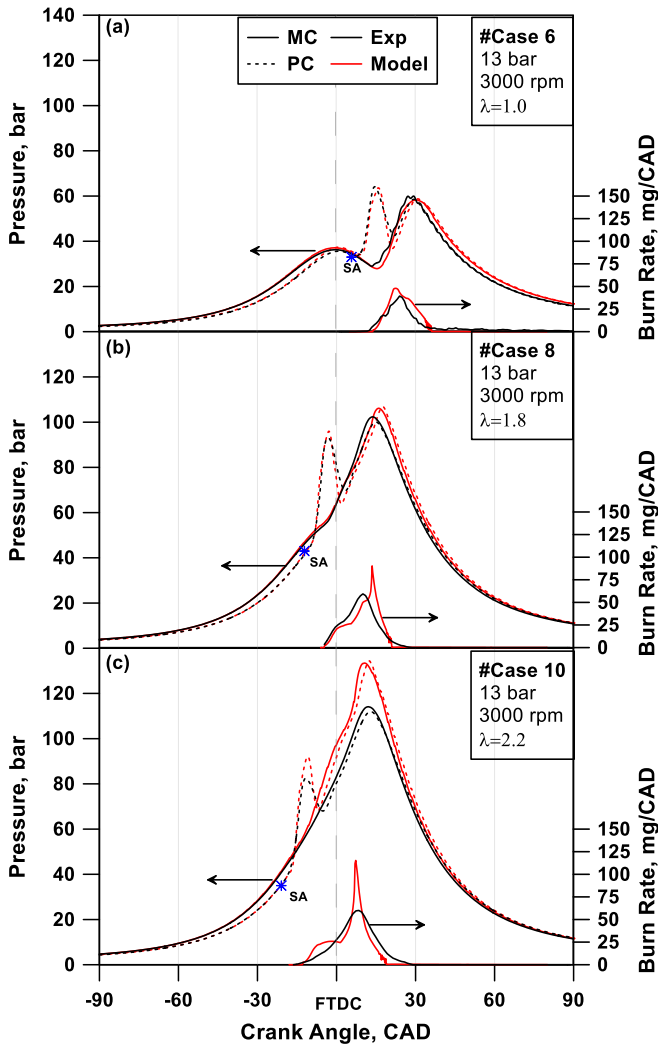 (a)
MC Exp
PC Model
#Case 6
13 bar
3000 rpm
λ=1.0
140
120
100
80
60
40
20
0
Pressure, bar
150
125
100
75
50
25
0
Burn Rate, mg/CAD
SA
(b)
#Case 8
13 bar
3000 rpm
λ=1.8
120
100
80
60
40
20
0
Pressure, bar
150
125
100
75
50
25
0
Burn Rate, mg/CAD
SA
(c)
#Case 10
13 bar
3000 rpm
λ=2.2
120
100
80
60
40
20
0
Pressure, bar
150
125
100
75
50
25
0
Burn Rate, mg/CAD
SA
-90 -60 -30 FTDC 30 60 90
Crank Angle, CAD